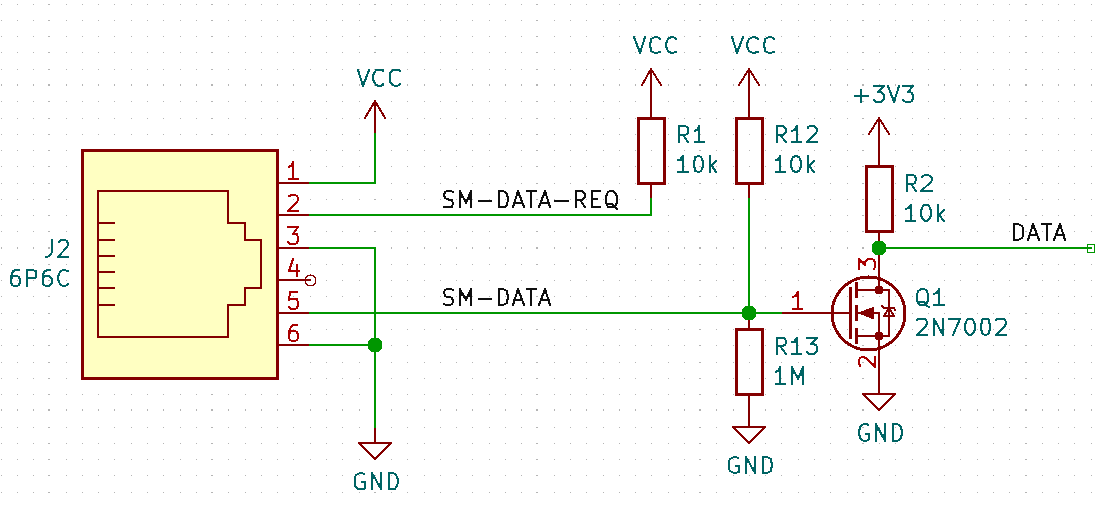 VCC
VCC
VCC
+3V3
R1
10k
R12
10k
R2
10k
1
2
SM-DATA-REQ
3
J2
6P6C
4
5
SM-DATA
6
DATA
3
1
Q1
2N7002
2
R13
1M
GND
GND
GND